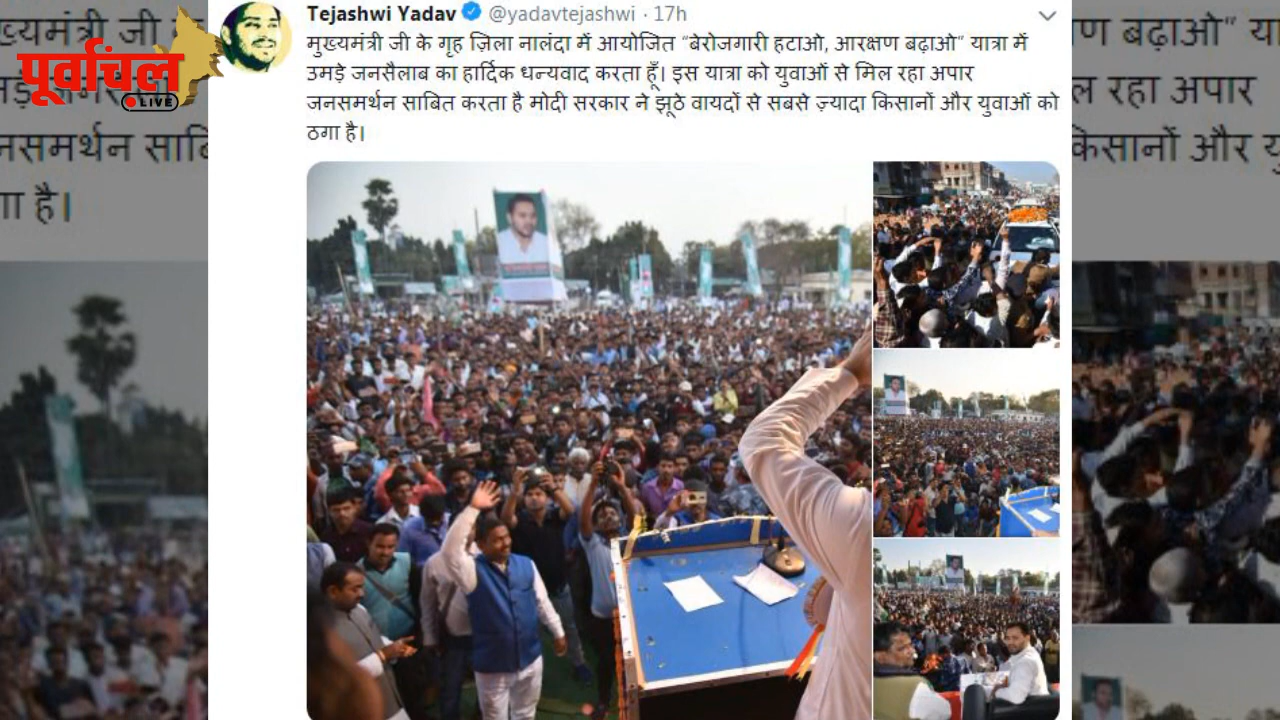 Tejashwi Yadav @yadavtejashwi · 17h
मुख्यमंत्री जी के गृह ज़िला नालंदा में आयोजित “बेरोजगारी हटाओ, आरक्षण बढ़ाओ” यात्रा में
उमड़े जनसैलाब का हार्दिक धन्यवाद करता हूँ। इस यात्रा को युवाओं से मिल रहा अपार
जनसमर्थन साबित करता है मोदी सरकार ने झूठे वायदों से सबसे ज़्यादा किसानों और युवाओं को
ठगा है।
पूर्वांचल
LIVE